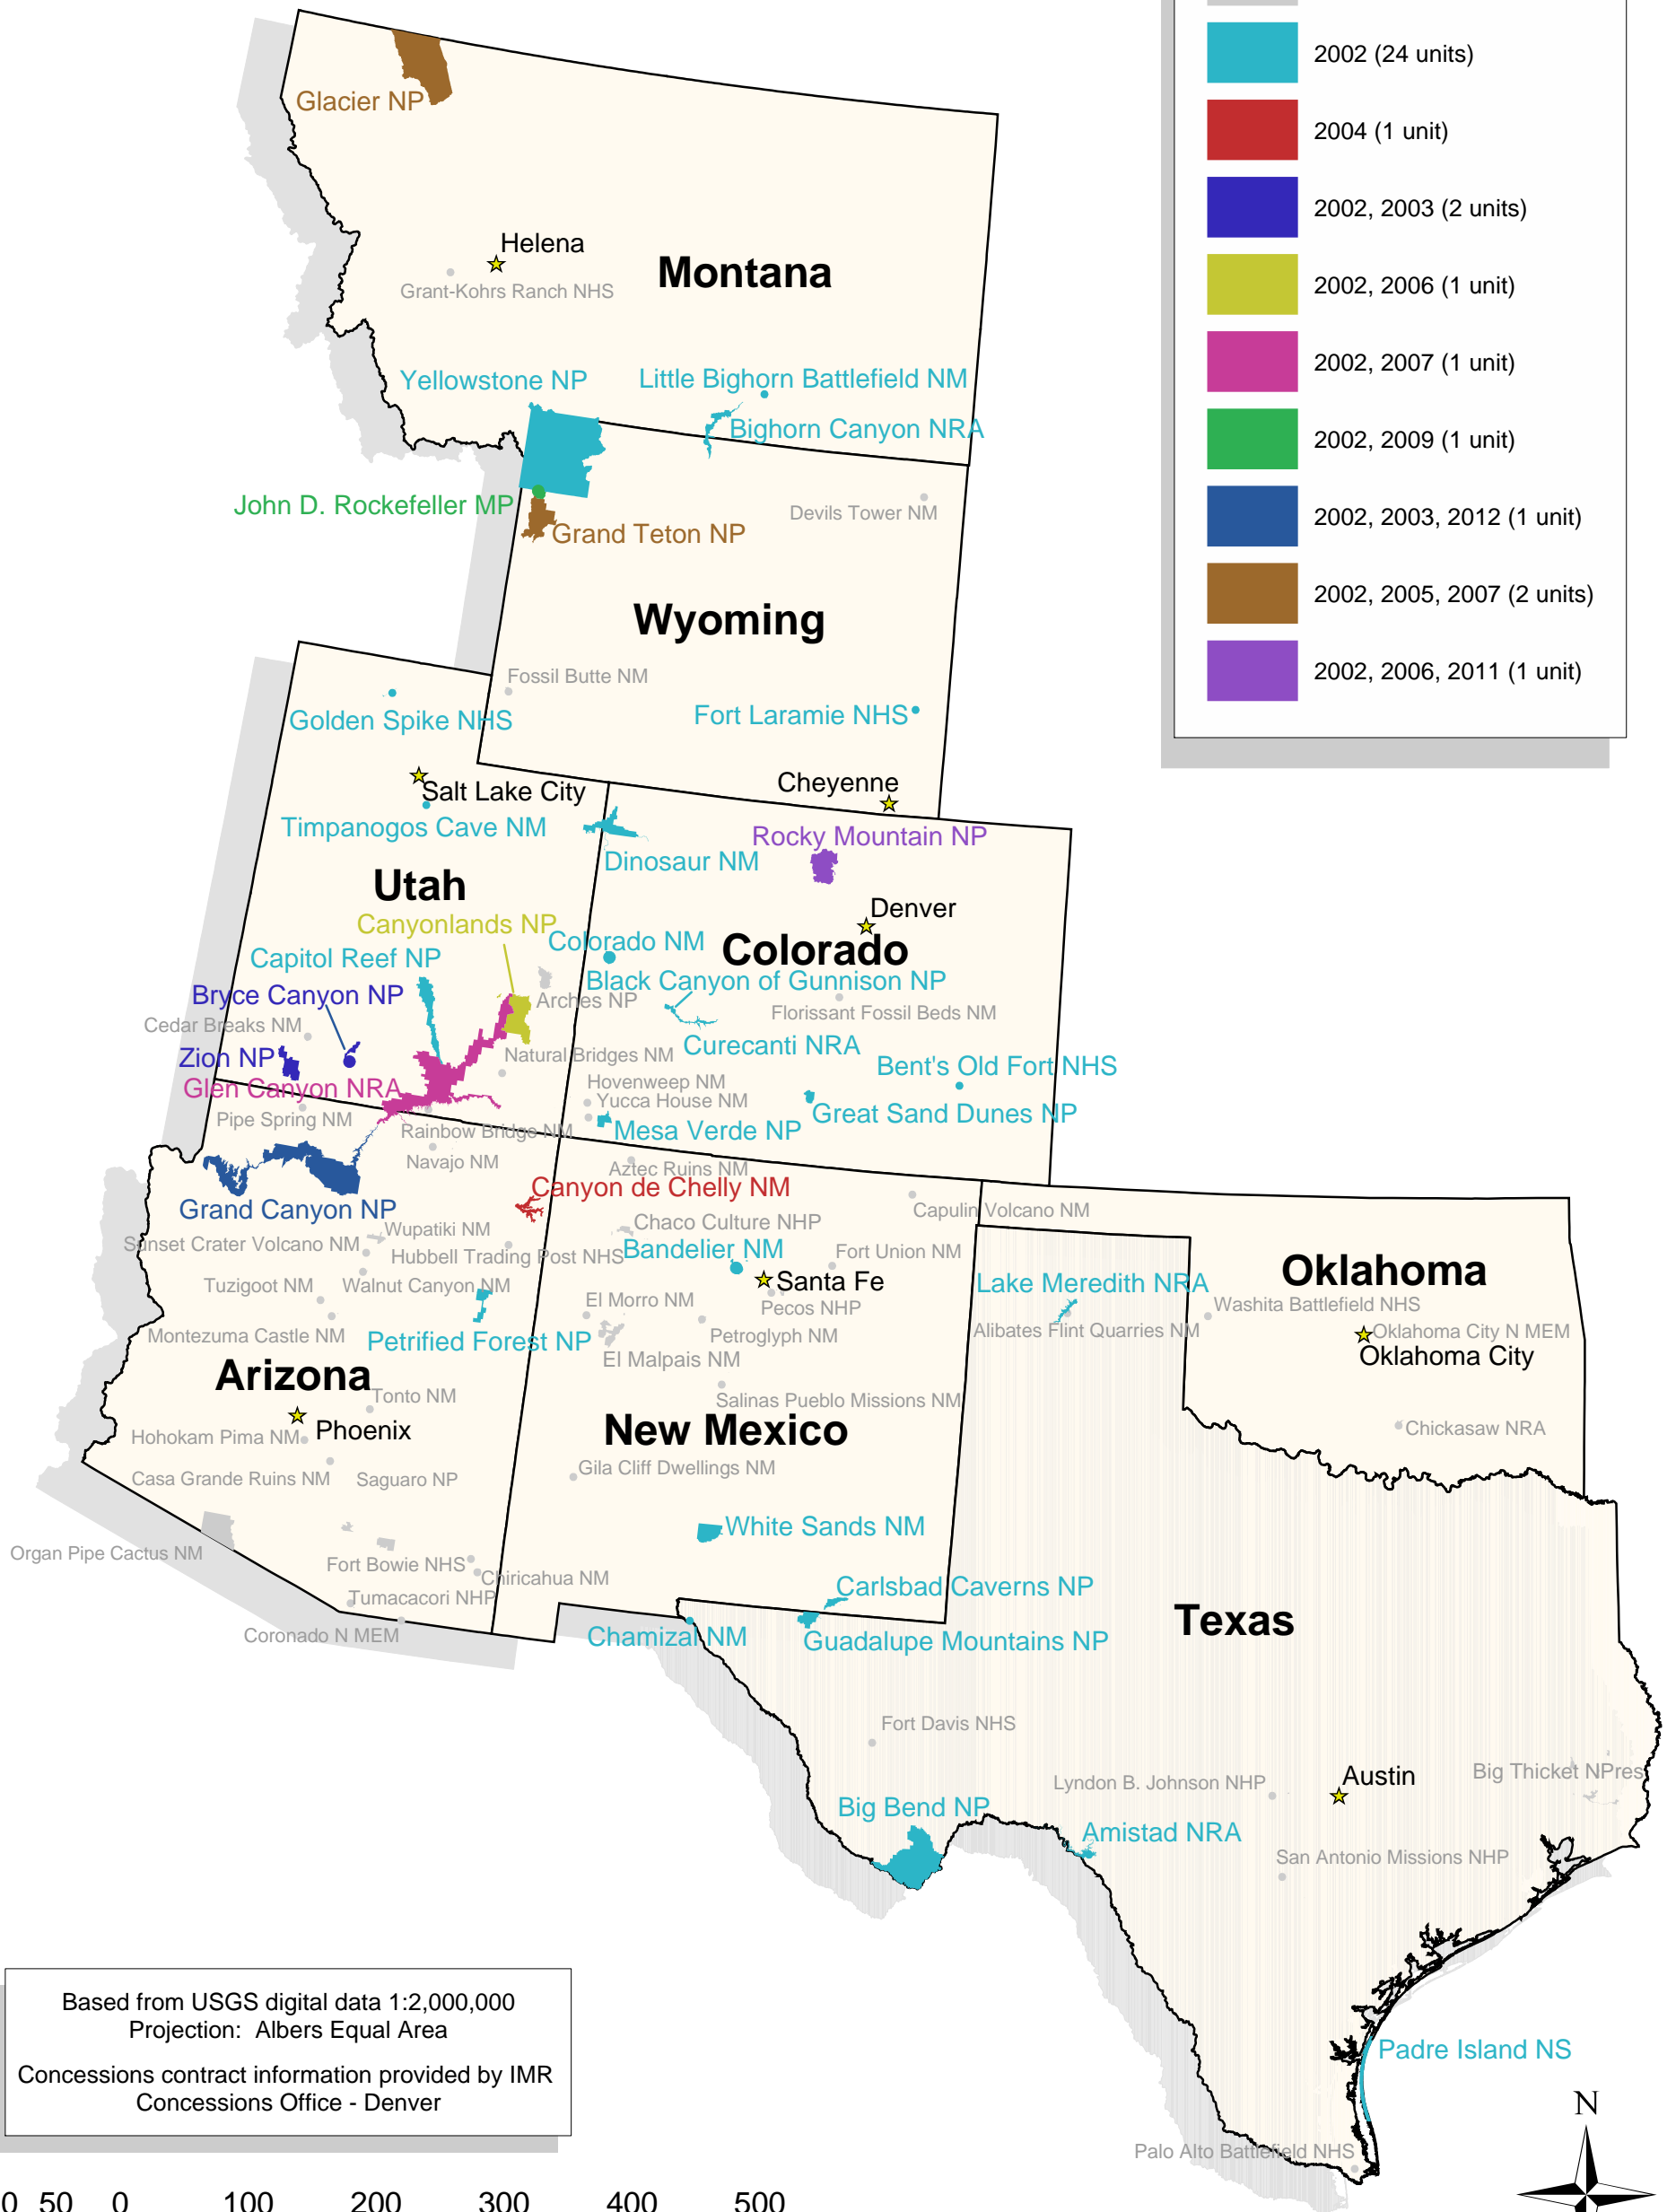 2002 (24 units)
2004 (1 unit)
2002, 2003 (2 units)
2002, 2006 (1 unit)
2002, 2007 (1 unit)
2002, 2009 (1 unit)
2002, 2003, 2012 (1 unit)
2002, 2005, 2007 (2 units)
2002, 2006, 2011 (1 unit)
Glacier NP
Helena
Montana
Grant-Kohrs Ranch NHS
Yellowstone NP
Little Bighorn Battlefield NM
Bighorn Canyon NRA
John D. Rockefeller MP
Devils Tower NM
Grand Teton NP
Wyoming
Fossil Butte NM
Fort Laramie NHS
Golden Spike NHS
Cheyenne
Salt Lake City
Timpanogos Cave NM
Rocky Mountain NP
Dinosaur NM
Utah
Denver
Canyonlands NP
Colorado NM
Colorado
Capitol Reef NP
Black Canyon of Gunnison NP
Bryce Canyon NP
Arches NP
Florissant Fossil Beds NM
Cedar Breaks NM
Curecanti NRA
Zion NP
Natural Bridges NM
Bent's Old Fort NHS
Glen Canyon NRA
Hovenweep NM
Yucca House NM
Great Sand Dunes NP
Pipe Spring NM
Rainbow Bridge NM
Mesa Verde NP
Navajo NM
Aztec Ruins NM
Canyon de Chelly NM
Grand Canyon NP
Capulin Volcano NM
Wupatiki NM
Chaco Culture NHP
Sunset Crater Volcano NM
Hubbell Trading Post NHS
Bandelier NM
Fort Union NM
Oklahoma
Tuzigoot NM
Walnut Canyon NM
Santa Fe
Lake Meredith NRA
El Morro NM
Pecos NHP
Washita Battlefield NHS
Montezuma Castle NM
Petrified Forest NP
Petroglyph NM
Alibates Flint Quarries NM
Oklahoma City N MEM
El Malpais NM
Oklahoma City
Arizona
Tonto NM
Salinas Pueblo Missions NM
Hohokam Pima NM
Phoenix
New Mexico
Chickasaw NRA
Casa Grande Ruins NM
Saguaro NP
Gila Cliff Dwellings NM
White Sands NM
Organ Pipe Cactus NM
Fort Bowie NHS
Chiricahua NM
Carlsbad Caverns NP
Tumacacori NHP
Texas
Coronado N MEM
Chamizal NM
Guadalupe Mountains NP
Fort Davis NHS
Lyndon B. Johnson NHP
Austin
Big Thicket NPres
Big Bend NP
Amistad NRA
San Antonio Missions NHP
Based from USGS digital data 1:2,000,000
Projection: Albers Equal Area
Concessions contract information provided by IMR
Concessions Office - Denver
Padre Island NS
N
Palo Alto Battlefield NHS
0 50 0 100 200 300 400 500